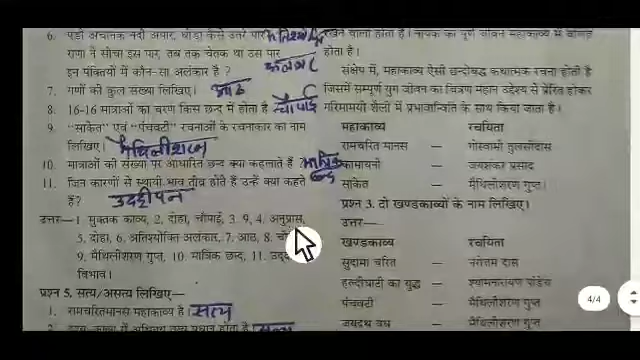 6. पड़ी अचानक नदी अपार, घोड़ा कैसे उतरे पार
राणा ने सोचा इस पार, तब तक चेतक था उस पार
इन पंक्तियों में कौन-सा अलंकार है ?
7. गणों की कुल संख्या लिखिए। आठ
8. 16-16 मात्राओं का चरण किस छन्द में होता है चौपाई
9. "साकेत" एवं "पंचवटी" रचनाओं के रचनाकार का नाम
लिखिए। मैथिलीशरण
10. मात्राओं की संख्या पर आधारित छन्द क्या कहलाते हैं ? मात्रिक छन्द
11. जिन कारणों से स्थायी भाव तीव्र होते हैं उन्हें क्या कहते
हैं? उद्दीपन
उत्तर–1. मुक्तक काव्य, 2. दोहा, चौपाई, 3. 9, 4. अनुप्रास,
5. दोहा, 6. अतिशयोक्ति अलंकार, 7. आठ, 8.
9. मैथिलीशरण गुप्त, 10. मात्रिक छन्द, 11.
विभाव।
प्रश्न 5. सत्य/असत्य लिखिए–
1. रामचरितमानस महाकाव्य है। सत्य
रखने वाला होता है। नायक का पूर्ण जीवन महाकाव्य में
होता है।
संक्षेप में, महाकाव्य ऐसी छन्दोबद्ध कथात्मक रचना होती है
जिसमें सम्पूर्ण युग जीवन का चित्रण महान उद्देश्य से प्रेरित होकर
गरिमामयी शैली में प्रभावान्विति के साथ किया जाता है।
महाकाव्य रचयिता
रामचरित मानस – गोस्वामी तुलसीदास
कामायनी – जयशंकर प्रसाद
साकेत – मैथिलीशरण गुप्त।
प्रश्न 3. दो खण्डकाव्यों के नाम लिखिए।
उत्तर–
खण्डकाव्य रचयिता
सुदामा चरित – नरोत्तम दास
हल्दीघाटी का युद्ध – श्यामनारायण पांडेय
पंचवटी – मैथिलीशरण गुप्त
जयद्रथ वध – मैथिलीशरण गुप्त
4/4